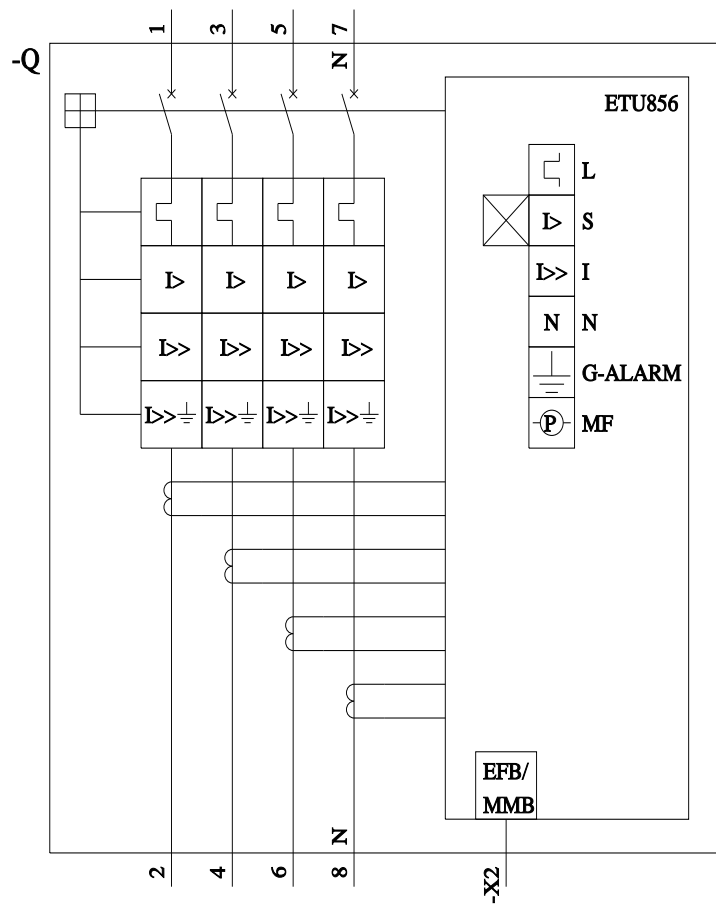 1 3 5 7
N
-Q
ETU856
L
I> I> I> I> I> S
I>> I>> I>> I>> I>> I
N N
G-ALARM
I>> I>> I>> I>>
P MF
EFB/
MMB
N
2 4 6 8 -X2